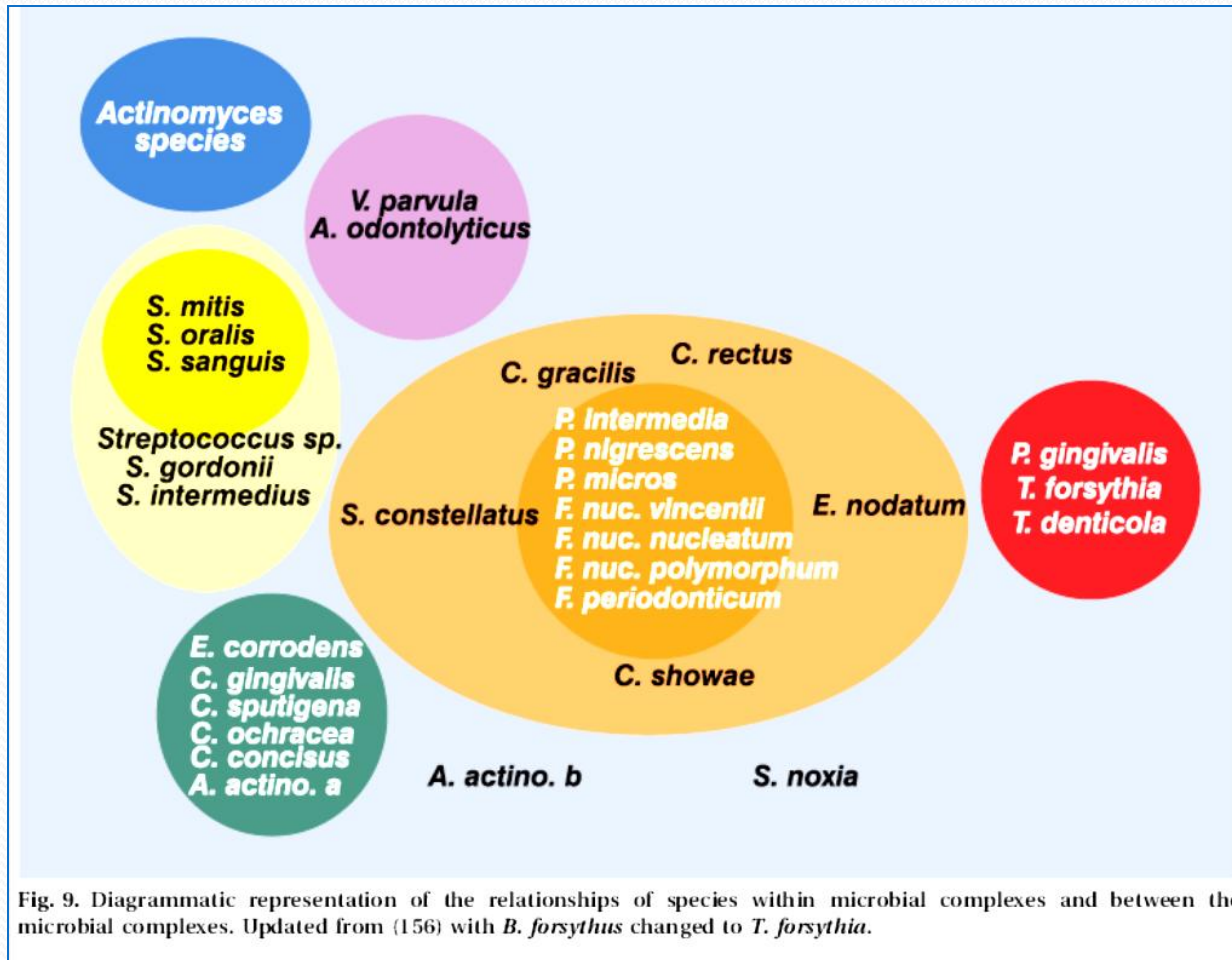 Actinomyces
species
V. parvula
A. odontolyticus
S. mitis
S. oralis
S. sanguis
Streptococcus sp.
S. gordonii
S. intermedius
C. gracilis
C. rectus
P. intermedia
P. nigrescens
P. micros
F. nuc. vincentii
F. nuc. nucleatum
F. nuc. polymorphum
F. periodonticum
S. constellatus
E. nodatum
C. showae
P. gingivalis
T. forsythia
T. denticola
E. corrodens
C. gingivalis
C. sputigena
C. ochracea
C. concisus
A. actino. a
A. actino. b
S. noxia
Fig. 9. Diagrammatic representation of the relationships of species within microbial complexes and between the
microbial complexes. Updated from (156) with B. forsythus changed to T. forsythia.